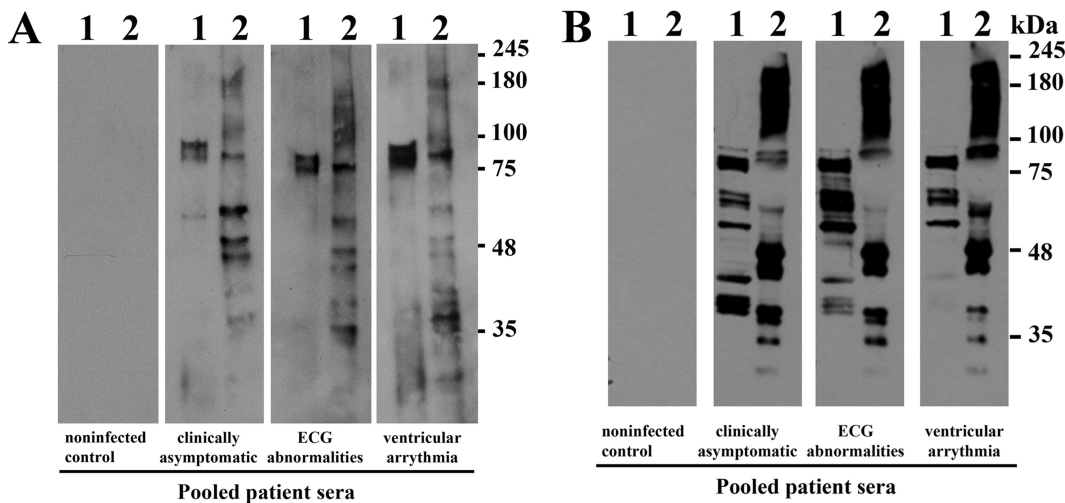 A 1 2 1 2 1 2 1 2
245
180
100
75
48
35
noninfected control
clinically asymptomatic
ECG abnormalities
ventricular arrythmia
Pooled patient sera
B 1 2 1 2 1 2 1 2 kDa
245
180
100
75
48
35
noninfected control
clinically asymptomatic
ECG abnormalities
ventricular arrythmia
Pooled patient sera